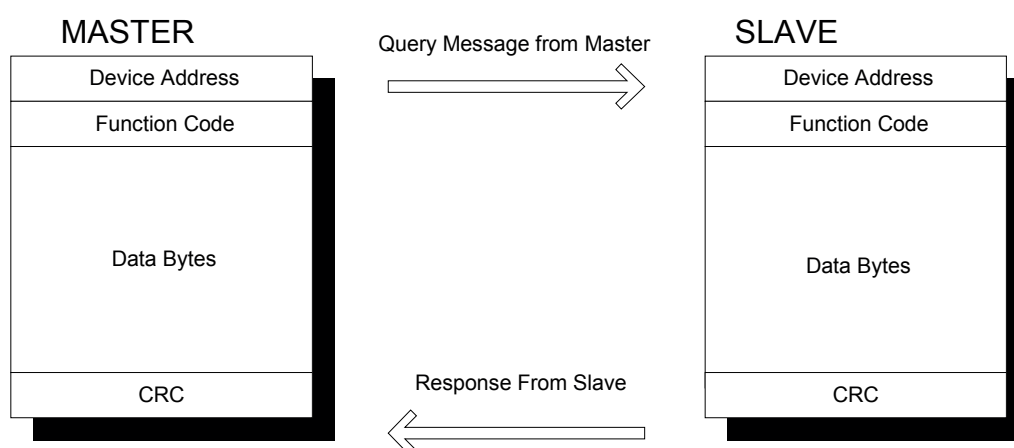 MASTER
Query Message from Master
SLAVE
Device Address
Device Address
Function Code
Function Code
Data Bytes
Data Bytes
Response From Slave
CRC
CRC